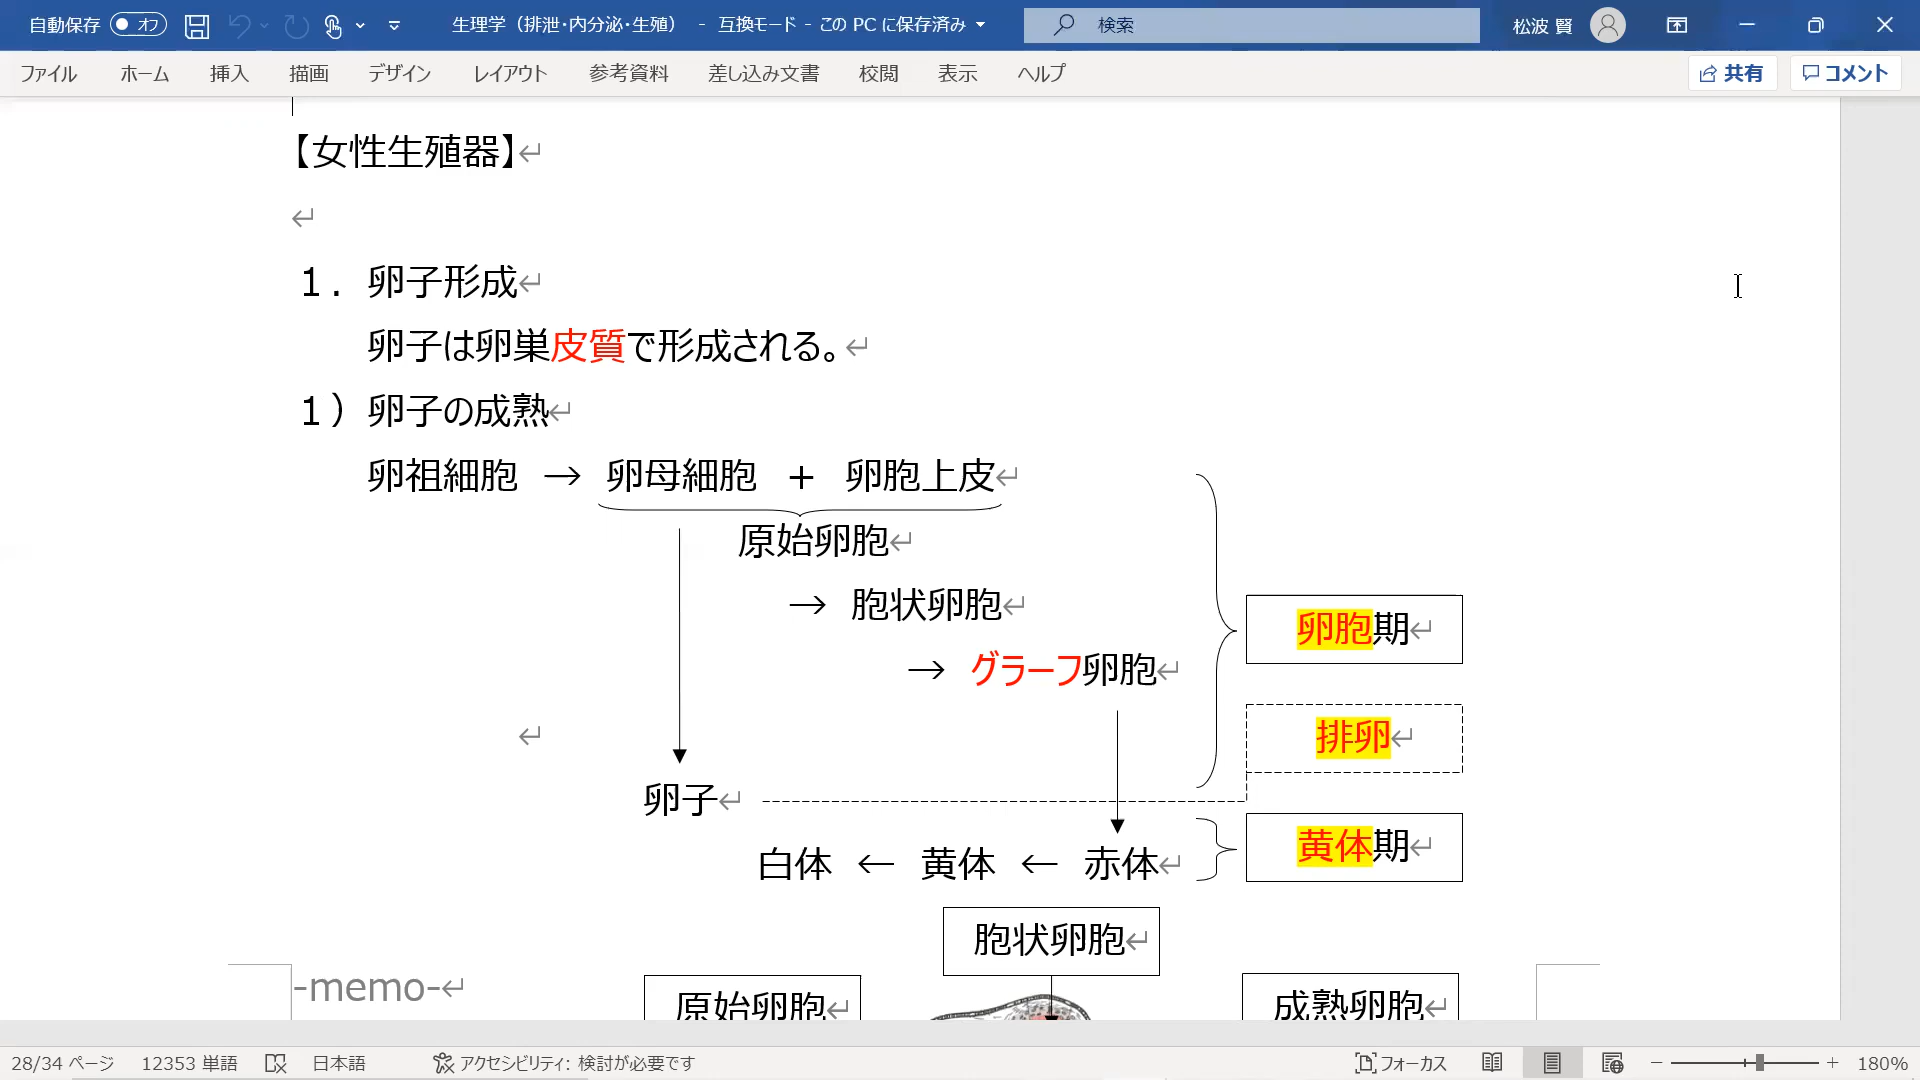 自動保存 オフ 生理学（排泄・内分泌・生殖） - 互換モード - この PC に保存済み 検索 松波 賢
ファイル ホーム 挿入 描画 デザイン レイアウト 参考資料 差し込み文書 校閲 表示 ヘルプ 共有 コメント
【女性生殖器】
１．卵子形成
卵子は卵巣皮質で形成される。
１）卵子の成熟
卵祖細胞 → 卵母細胞 ＋ 卵胞上皮
原始卵胞
→ 胞状卵胞
卵胞期
→ グラーフ卵胞
排卵
卵子
黄体期
白体 ← 黄体 ← 赤体
胞状卵胞
-memo-
原始卵胞 成熟卵胞
28/34 ページ 12353 単語 日本語 アクセシビリティ: 検討が必要です フォーカス 180%